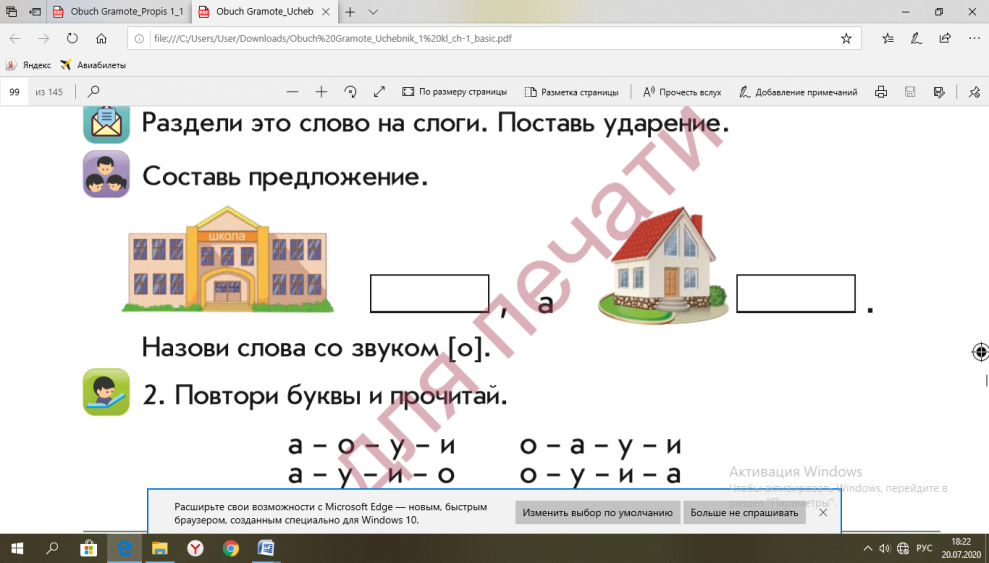 Obuch Gramote_Propis 1_1
Obuch Gramote_Ucheb
file:///C:/Users/User/Downloads/Obuch%20Gramote_Uchebnik_1%20kl_ch-1_basic.pdf
Яндекс
Авиабилеты
99 из 145
По размеру страницы
Разметка страницы
Прочесть вслух
Добавление примечаний
Раздели это слово на слоги. Поставь ударение.
Составь предложение.
школа
, а .
Назови слова со звуком [о].
2. Повтори буквы и прочитай.
а – о – у – и о – а – у – и
а – у – и – о о – у – и – а
для печати
Активация Windows
Чтобы активировать Windows, перейдите в
раздел "Параметры".
Расширьте свои возможности с Microsoft Edge — новым, быстрым
браузером, созданным специально для Windows 10.
Изменить выбор по умолчанию
Больше не спрашивать
РУС
18:22
20.07.2020